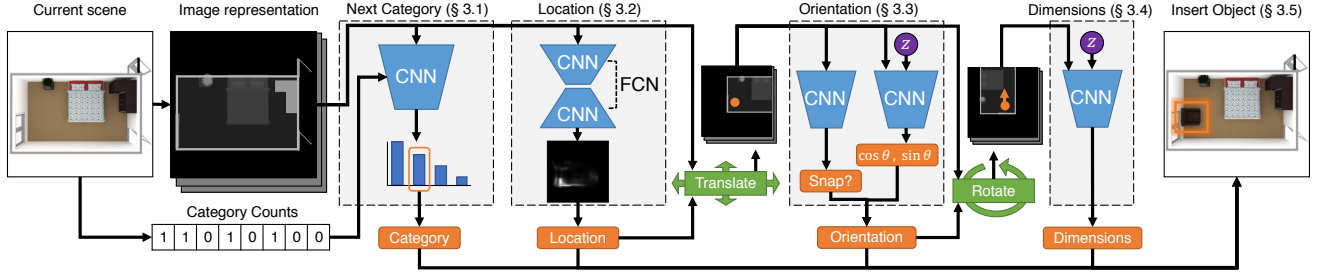 Current scene
Image representation
Next Category (§ 3.1)
Location (§ 3.2)
Orientation (§ 3.3)
Dimensions (§ 3.4)
Insert Object (§ 3.5)
CNN
CNN
CNN
FCN
CNN
CNN
Z
CNN
Z
cos θ , sin θ
Snap?
Translate
Rotate
Category Counts
1 1 0 1 0 1 0 0
Category
Location
Orientation
Dimensions